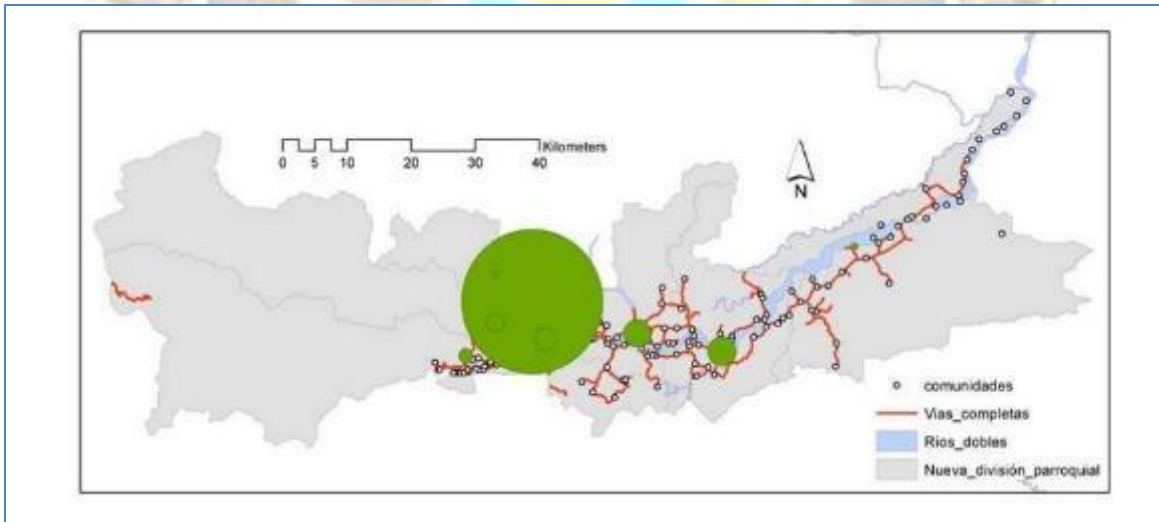 Kilometers
0 5 10 20 30 40
N
comunidades
Vias_completas
Rios_dobles
Nueva_división_parroquial